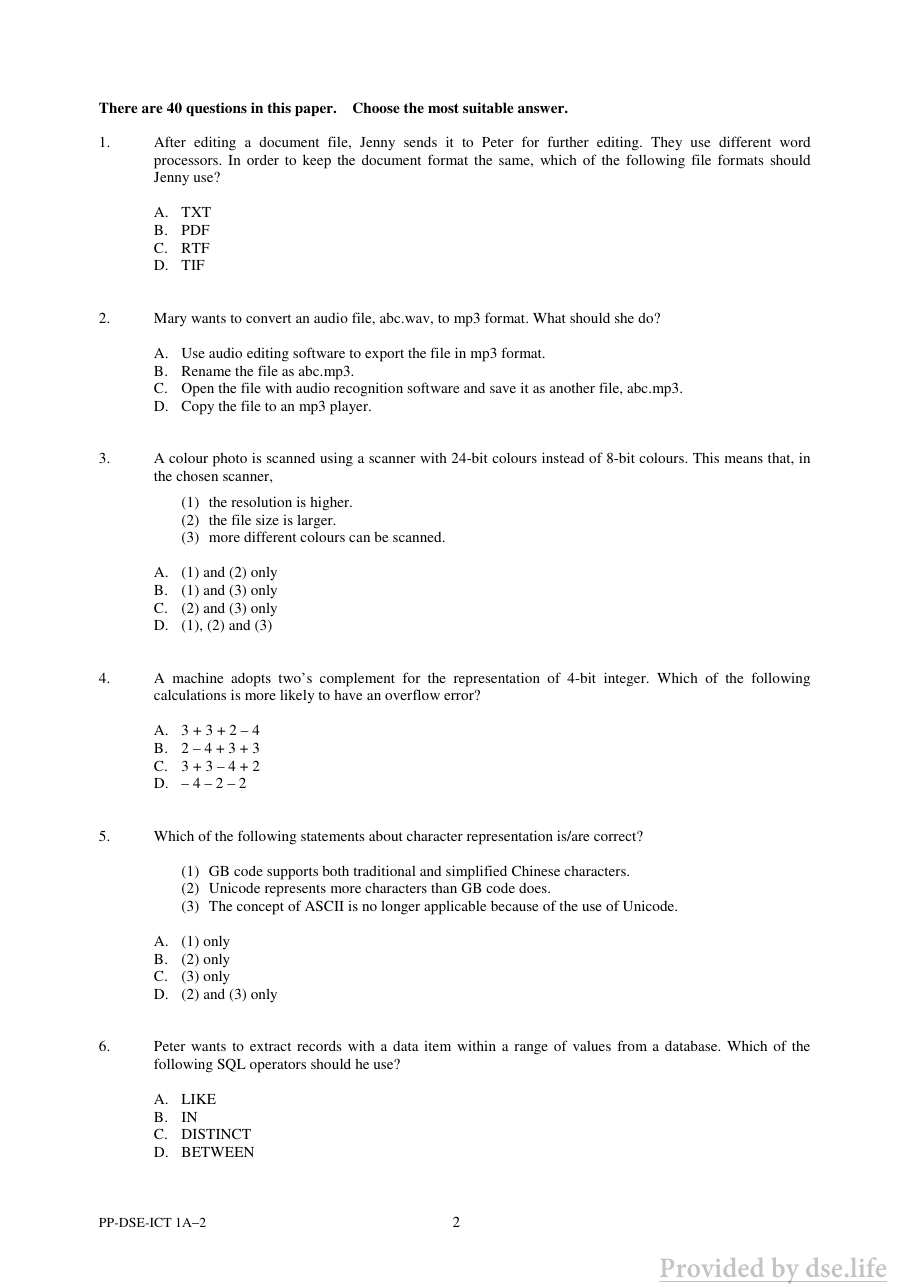 There are 40 questions in this paper. Choose the most suitable answer.
1. After editing a document file, Jenny sends it to Peter for further editing. They use different word
processors. In order to keep the document format the same, which of the following file formats should
Jenny use?
A. TXT
B. PDF
C. RTF
D. TIF
2. Mary wants to convert an audio file, abc.wav, to mp3 format. What should she do?
A. Use audio editing software to export the file in mp3 format.
B. Rename the file as abc.mp3.
C. Open the file with audio recognition software and save it as another file, abc.mp3.
D. Copy the file to an mp3 player.
3. A colour photo is scanned using a scanner with 24-bit colours instead of 8-bit colours. This means that, in
the chosen scanner,
(1) the resolution is higher.
(2) the file size is larger.
(3) more different colours can be scanned.
A. (1) and (2) only
B. (1) and (3) only
C. (2) and (3) only
D. (1), (2) and (3)
4. A machine adopts two’s complement for the representation of 4-bit integer. Which of the following
calculations is more likely to have an overflow error?
A. 3 + 3 + 2 – 4
B. 2 – 4 + 3 + 3
C. 3 + 3 – 4 + 2
D. – 4 – 2 – 2
5. Which of the following statements about character representation is/are correct?
(1) GB code supports both traditional and simplified Chinese characters.
(2) Unicode represents more characters than GB code does.
(3) The concept of ASCII is no longer applicable because of the use of Unicode.
A. (1) only
B. (2) only
C. (3) only
D. (2) and (3) only
6. Peter wants to extract records with a data item within a range of values from a database. Which of the
following SQL operators should he use?
A. LIKE
B. IN
C. DISTINCT
D. BETWEEN
PP-DSE-ICT 1A–2 2
Provided by dse.life